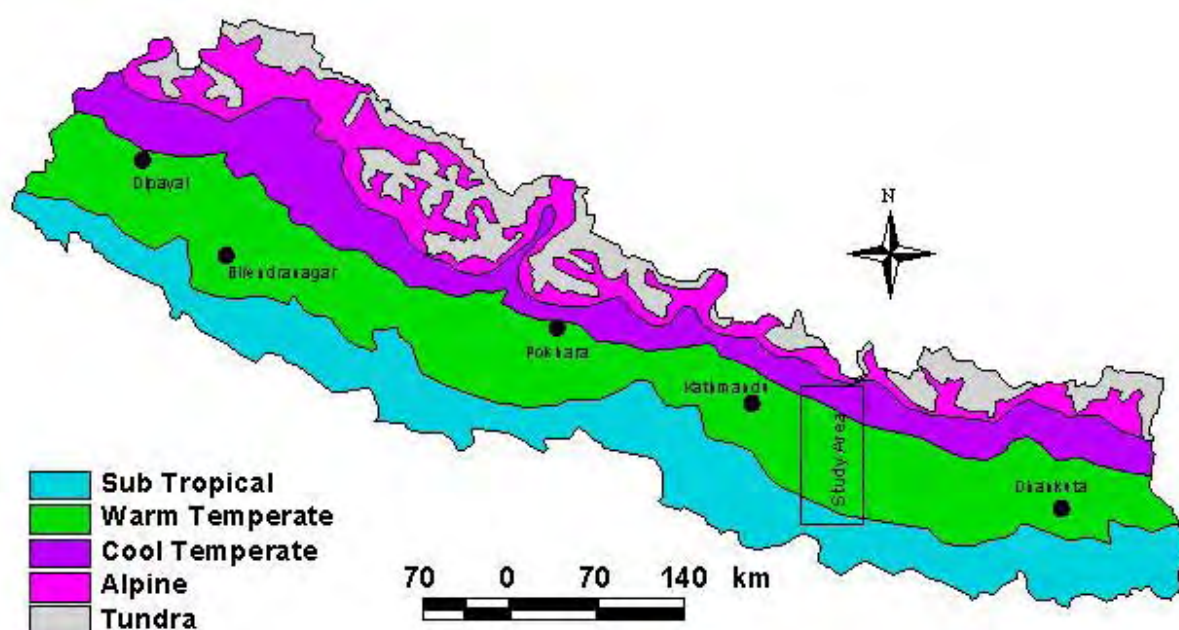 N
Dipayal
Birendranagar
Pokhara
Kathmandu
Study Area
Dhankuta
Sub Tropical
Warm Temperate
Cool Temperate
Alpine
Tundra
70 0 70 140 km